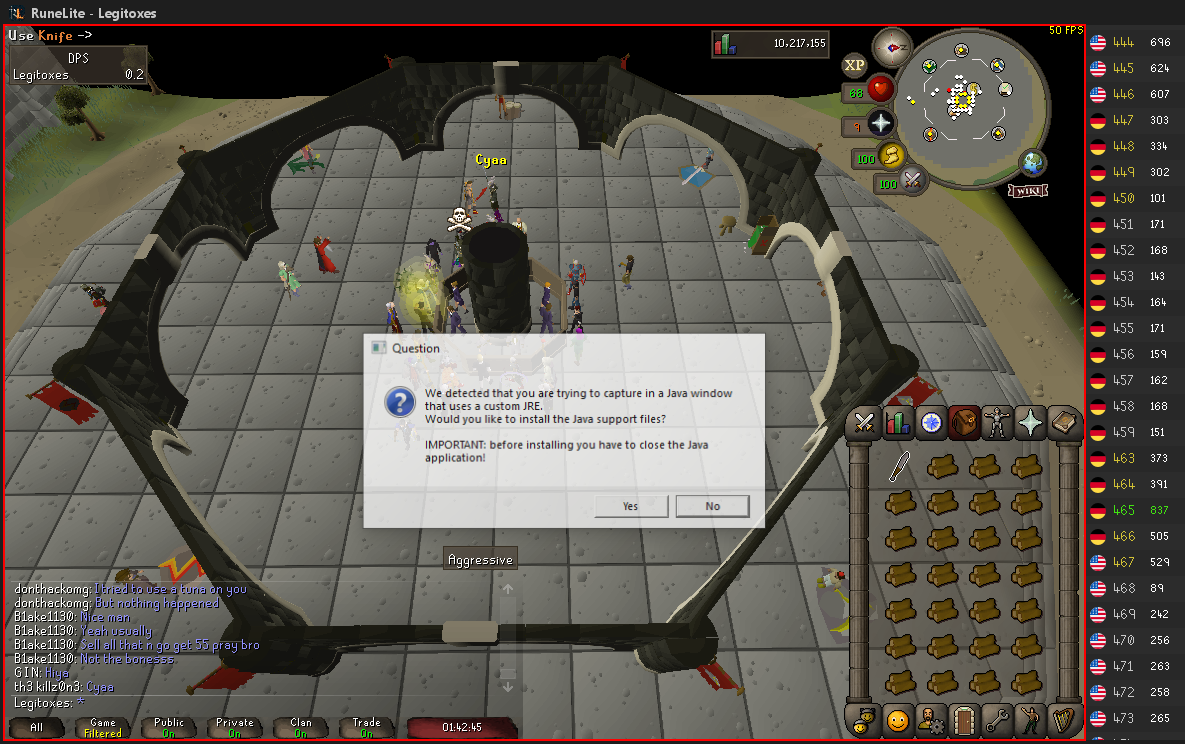 RuneLite - Legitoxes
Use Knife ->
DPS
Legitoxes 0.2
10,217,155
50 FPS
XP
68
9
100
100
WIKI
Cyaa
Question
We detected that you are trying to capture in a Java window
that uses a custom JRE.
Would you like to install the Java support files?
IMPORTANT: before installing you have to close the Java
application!
Yes
No
Aggressive
donthackomg: I tried to use a tuna on you
donthackomg: But nothing happened
B1ake1130: Nice man
B1ake1130: Yeah usually
B1ake1130: Sell all that n go get 55 pray bro
B1ake1130: Not the bonesss
GIN: Hiya
th3 killz0n3: Cyaa
Legitoxes: *
All
Game
Filtered
Public
On
Private
On
Clan
On
Trade
On
01:42:45
444 696
445 624
446 607
447 303
448 334
449 302
450 101
451 171
452 168
453 143
454 164
455 171
456 159
457 162
458 168
459 151
463 373
464 391
465 837
466 505
467 529
468 89
469 242
470 256
471 263
472 258
473 265